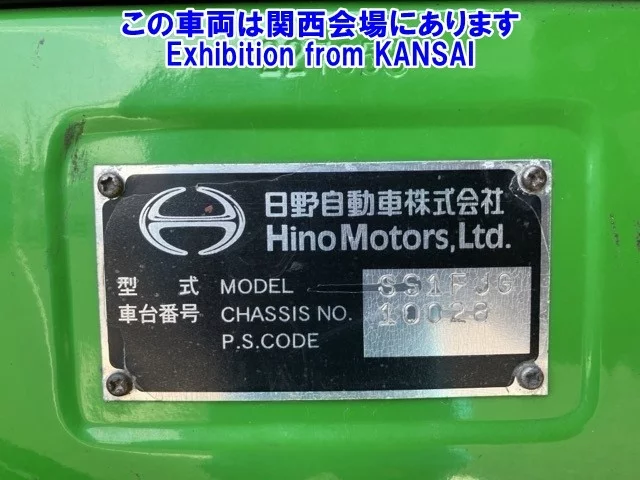 この車両は関西会場にあります
Exhibition from KANSAI
日野自動車株式会社
Hino Motors, Ltd.
型 式 MODEL SS1FJG
車台番号 CHASSIS NO.
P.S.CODE